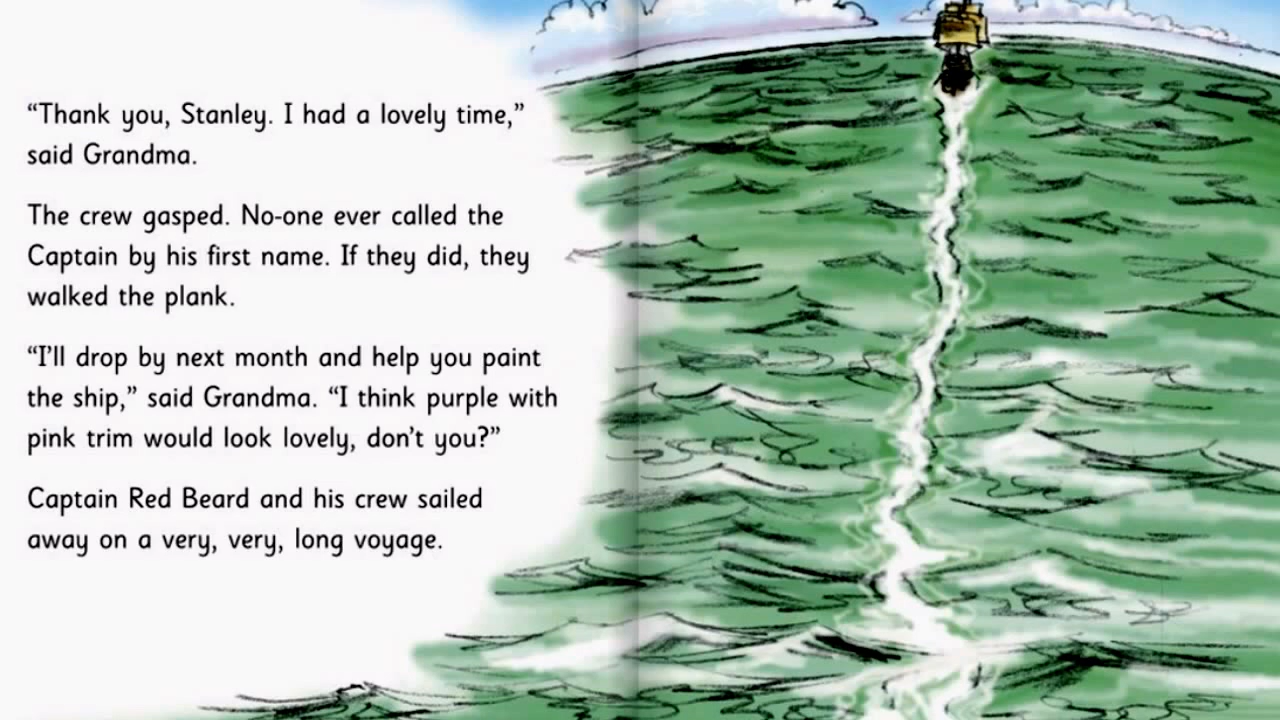 “Thank you, Stanley. I had a lovely time,”
said Grandma.
The crew gasped. No-one ever called the
Captain by his first name. If they did, they
walked the plank.
“I’ll drop by next month and help you paint
the ship,” said Grandma. “I think purple with
pink trim would look lovely, don’t you?”
Captain Red Beard and his crew sailed
away on a very, very, long voyage.